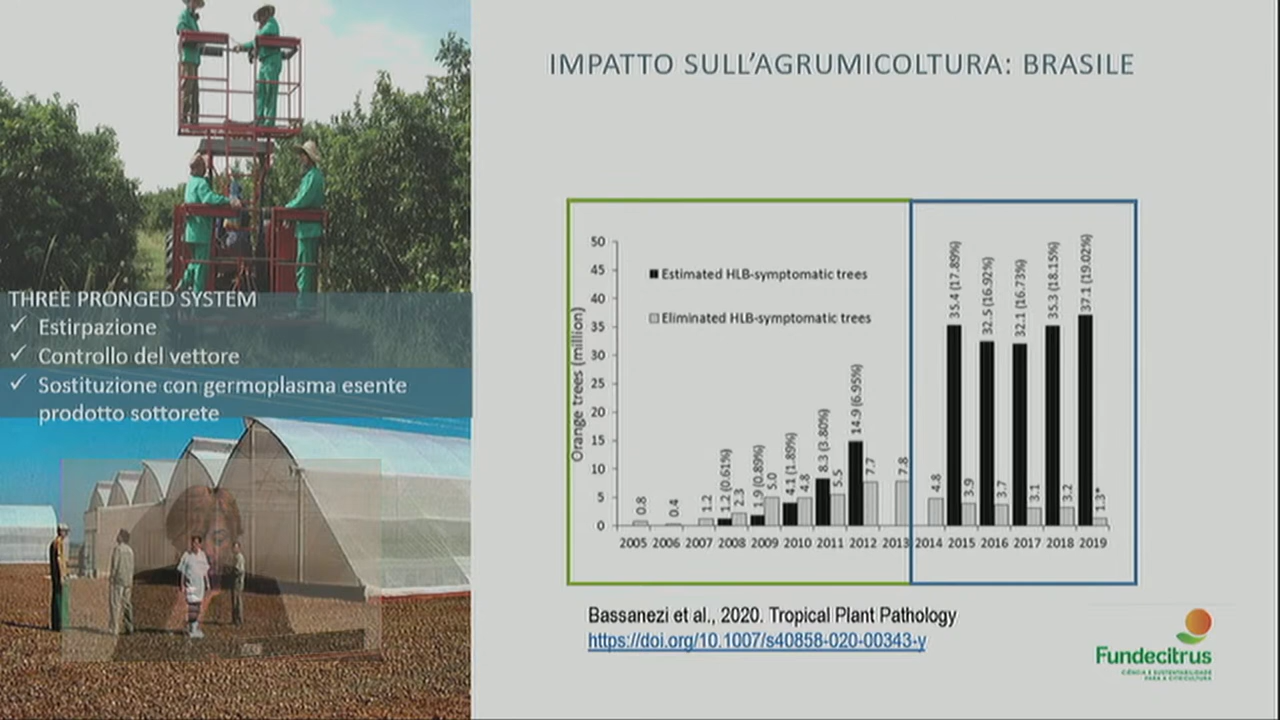 IMPATTO SULL'AGRUMICOLTURA: BRASILE
THREE PRONGED SYSTEM
✓ Estirpazione
✓ Controllo del vettore
✓ Sostituzione con germoplasma esente
prodotto sottorete
Orange trees (million)
50
45
40
35
30
25
20
15
10
5
0
Estimated HLB-symptomatic trees
Eliminated HLB-symptomatic trees
0.8
0.4
1.2
1.2 (0.61%)
2.3
1.9 (0.89%)
5.0
4.1 (1.89%)
4.8
8.3 (3.80%)
5.5
14.9 (6.95%)
7.7
7.8
4.8
35.4 (17.89%)
3.9
32.5 (16.92%)
3.7
32.1 (16.73%)
3.1
35.3 (18.15%)
3.2
37.1 (19.02%)
1.3*
2005 2006 2007 2008 2009 2010 2011 2012 2013 2014 2015 2016 2017 2018 2019
Bassanezi et al., 2020. Tropical Plant Pathology
https://doi.org/10.1007/s40858-020-00343-y
Fundecitrus
CIÊNCIA E SUSTENTABILIDADE
PARA A CITRICULTURA